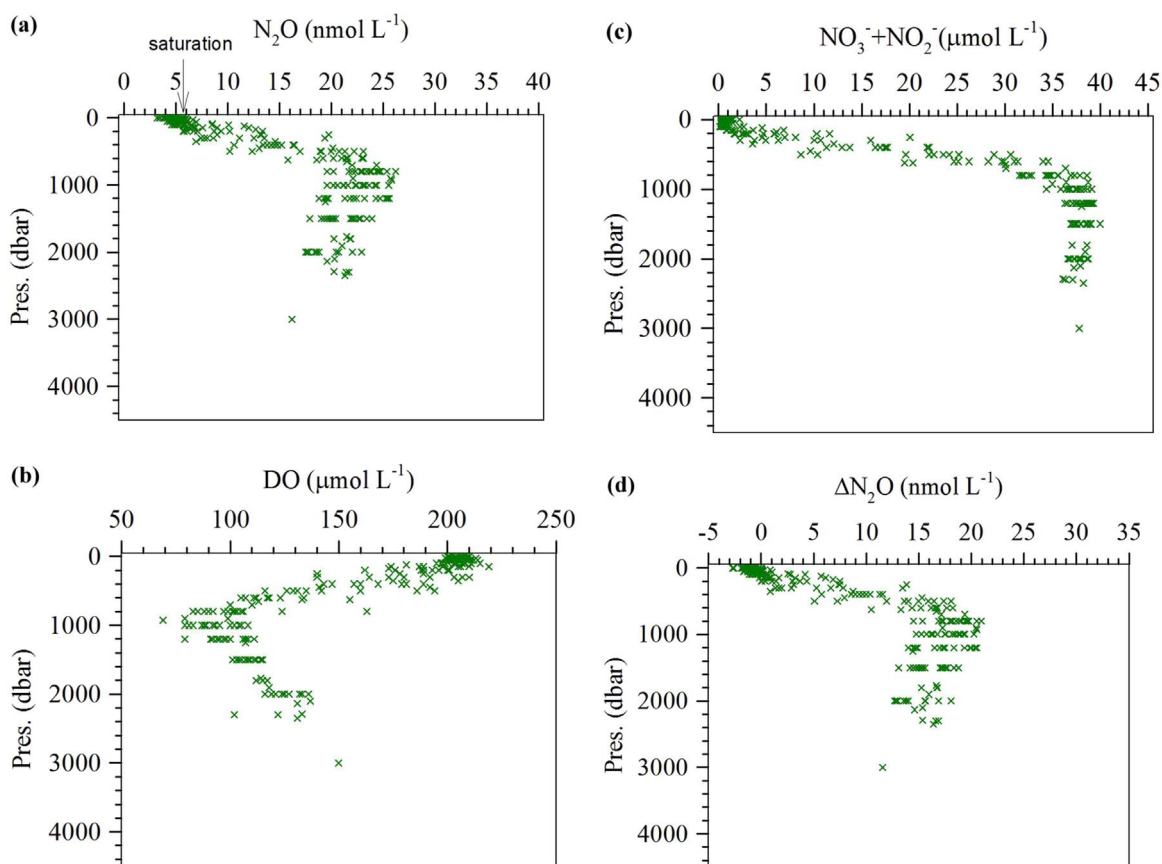 (a)
N₂O (nmol L⁻¹)
saturation
0 5 10 15 20 25 30 35 40
0
1000
2000
3000
4000
Pres. (dbar)
(c)
NO₃⁻+NO₂⁻(μmol L⁻¹)
0 5 10 15 20 25 30 35 40 45
0
1000
2000
3000
4000
Pres. (dbar)
(b)
DO (μmol L⁻¹)
50 100 150 200 250
0
1000
2000
3000
4000
Pres. (dbar)
(d)
ΔN₂O (nmol L⁻¹)
-5 0 5 10 15 20 25 30 35
0
1000
2000
3000
4000
Pres. (dbar)